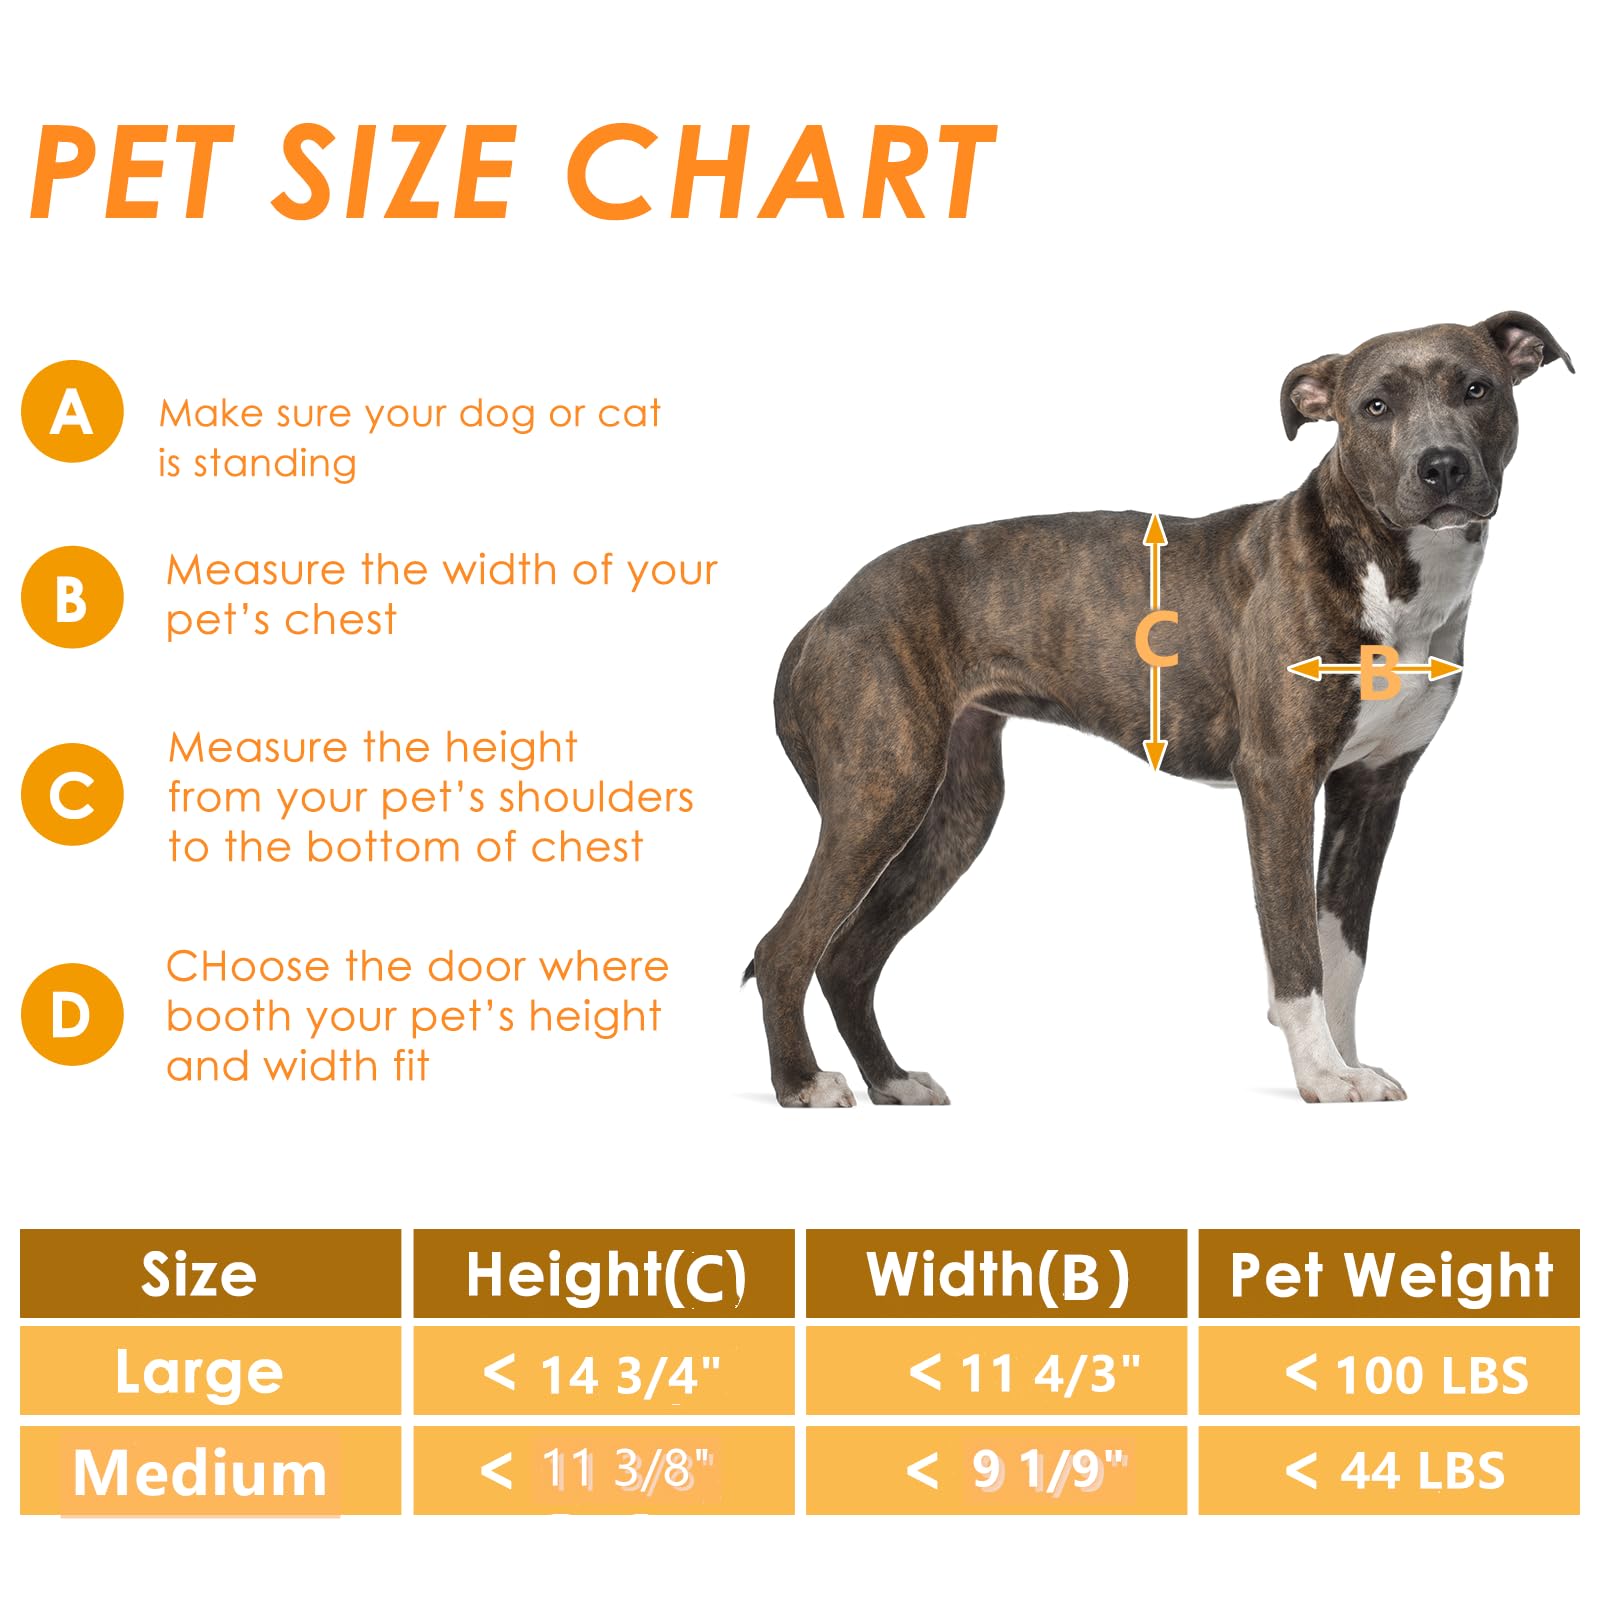 PET SIZE CHART
A
Make sure your dog or cat
is standing
B
Measure the width of your
pet's chest
C
Measure the height
from your pet's shoulders
to the bottom of chest
D
CHoose the door where
booth your pet's height
and width fit
C
B
Size Height(C) Width(B) Pet Weight
Large < 14 3/4" < 11 4/3" < 100 LBS
Medium < 11 3/8" < 9 1/9" < 44 LBS